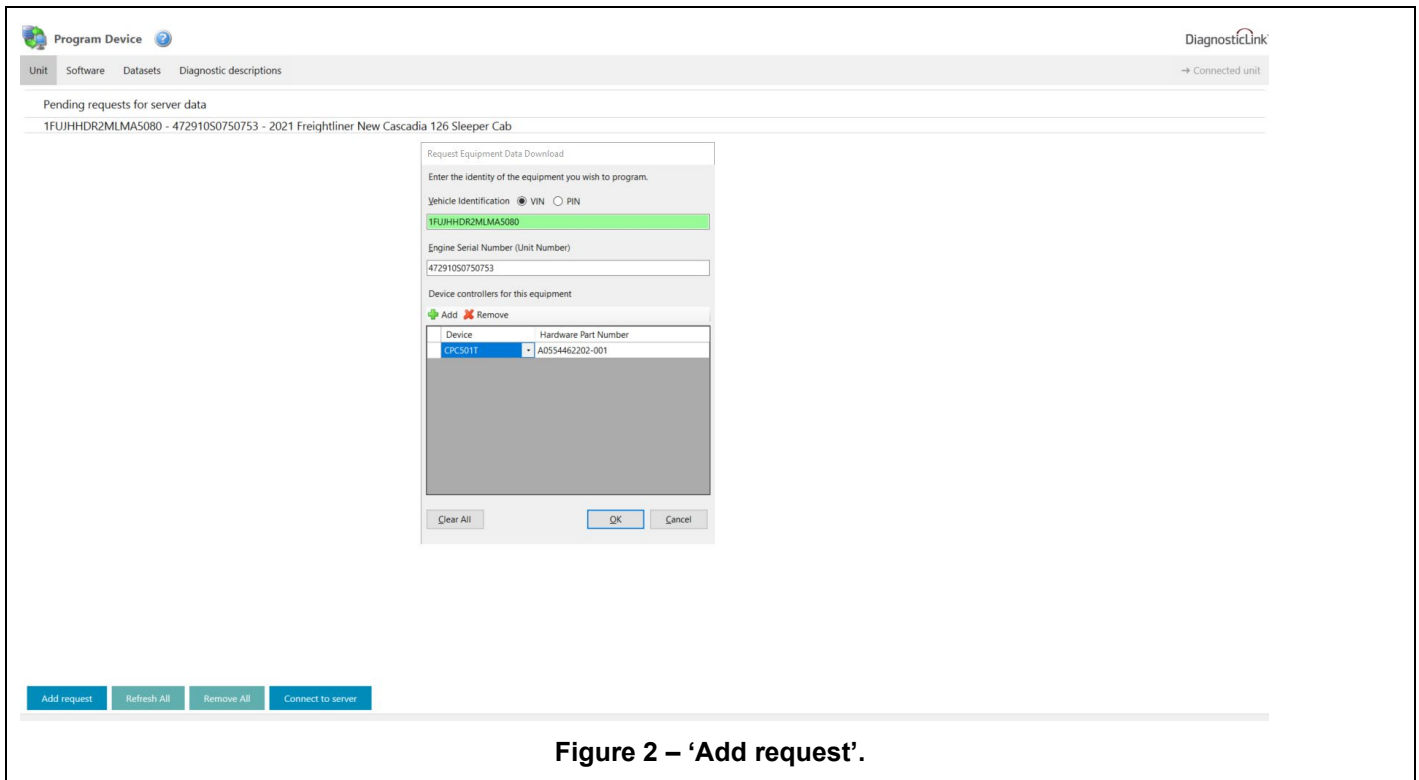 Program Device
DiagnosticLink
Unit Software Datasets Diagnostic descriptions → Connected unit
Pending requests for server data
1FUJHHDR2MLMA5080 - 472910S0750753 - 2021 Freightliner New Cascadia 126 Sleeper Cab
Request Equipment Data Download
Enter the identity of the equipment you wish to program.
Vehicle Identification VIN PIN
1FUJHHDR2MLMA5080
Engine Serial Number (Unit Number)
472910S0750753
Device controllers for this equipment
Add Remove
Device Hardware Part Number
CPC501T A0554462202-001
Clear All OK Cancel
Add request Refresh All Remove All Connect to server
Figure 2 – ‘Add request’.